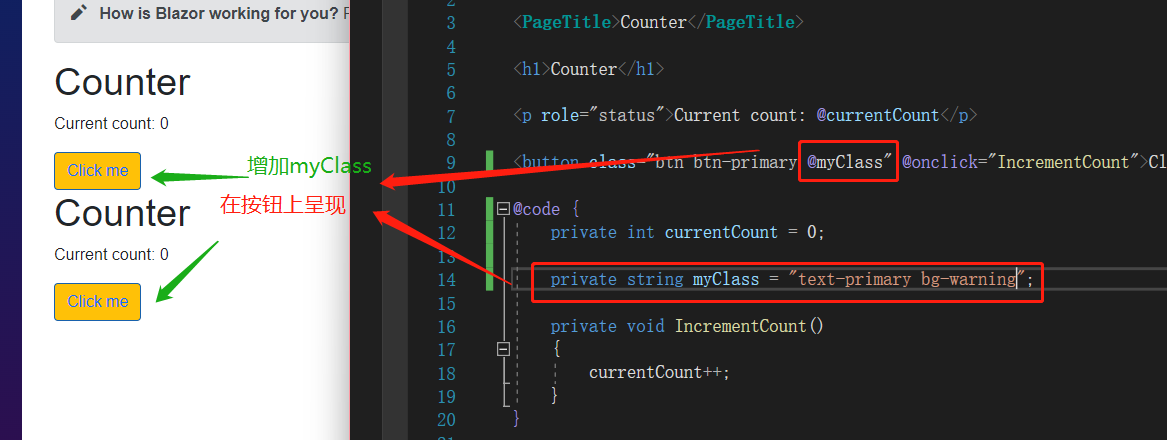 How is Blazor working for you?
Counter
Current count: 0
Click me
增加myClass
在按钮上呈现
Counter
Current count: 0
Click me
3 <PageTitle>Counter</PageTitle>
4
5 <h1>Counter</h1>
6
7 <p role="status">Current count: @currentCount</p>
8
9 <button class="btn btn-primary @myClass" @onclick="IncrementCount">Cl
10
11 @code {
12 private int currentCount = 0;
13
14 private string myClass = "text-primary bg-warning";
15
16 private void IncrementCount()
17 {
18 currentCount++;
19 }
20 }